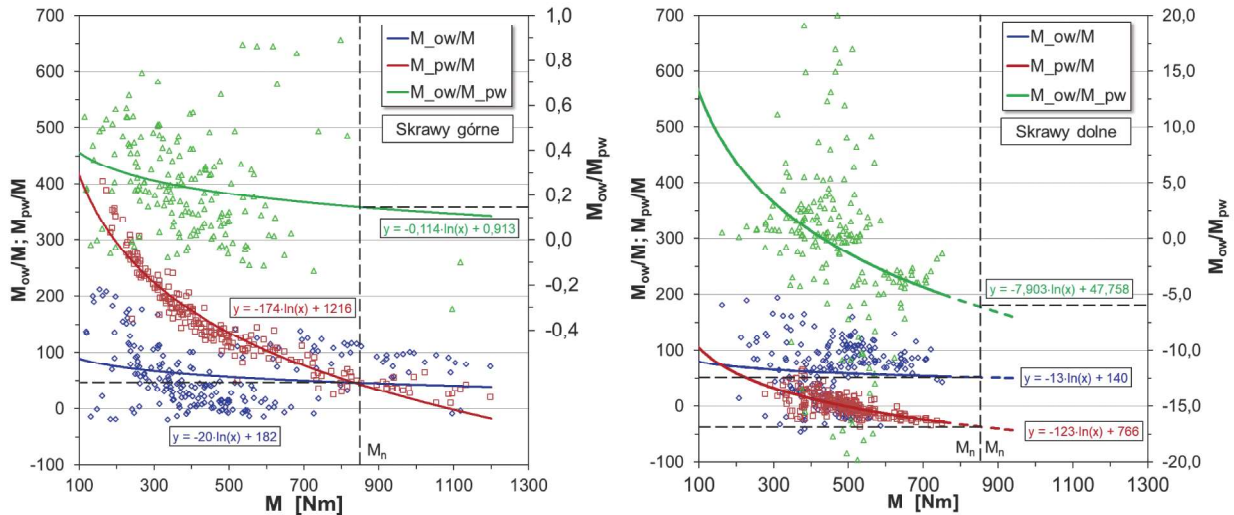 700
600
500
400
300
200
100
0
-100
M_ow/M; M_pw/M
1,0
0,8
0,6
0,4
0,2
0,0
-0,2
-0,4
M_ow/M_pw
M_ow/M
M_pw/M
M_ow/M_pw
Skrawy górne
y = -0,114·ln(x) + 0,913
y = -174·ln(x) + 1216
y = -20·ln(x) + 182
M_n
100 300 500 700 900 1100 1300
M [Nm]
700
600
500
400
300
200
100
0
-100
M_ow/M; M_pw/M
20,0
15,0
10,0
5,0
0,0
-5,0
-10,0
-15,0
-20,0
M_ow/M_pw
M_ow/M
M_pw/M
M_ow/M_pw
Skrawy dolne
y = -7,903·ln(x) + 47,758
y = -13·ln(x) + 140
y = -123·ln(x) + 766
M_n M_n
100 300 500 700 900 1100 1300
M [Nm]